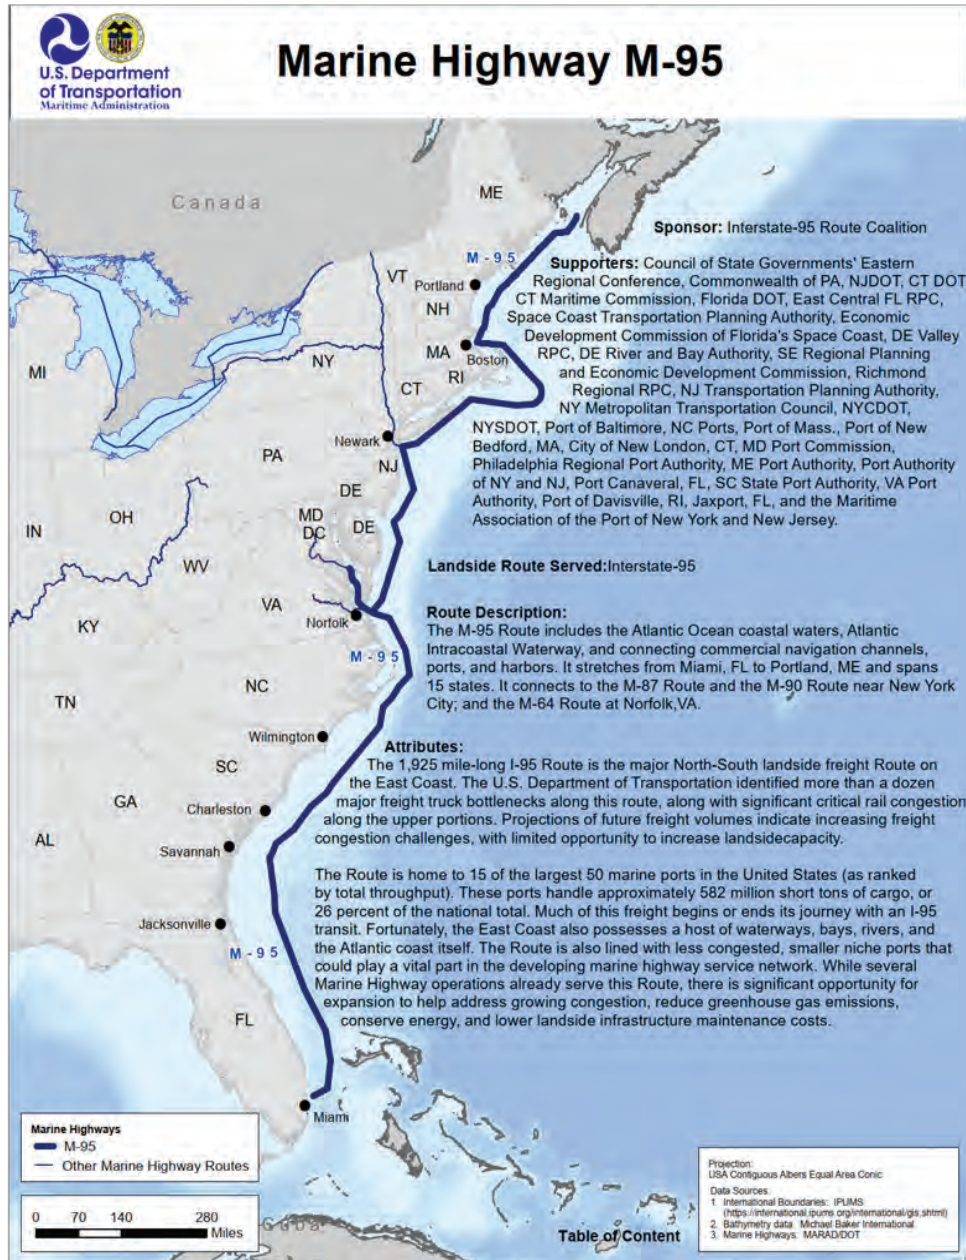 U.S. Department
of Transportation
Maritime Administration
Marine Highway M-95
Canada
ME
M-95
VT
Portland
NH
NY
MA
Boston
MI
RI
CT
Newark
PA
NJ
DE
OH
MD
DE
IN
DC
WV
VA
Norfolk
KY
M-95
NC
TN
Wilmington
SC
GA
Charleston
AL
Savannah
Jacksonville
M-95
FL
Miami
Cuba
Sponsor: Interstate-95 Route Coalition
Supporters: Council of State Governments' Eastern
Regional Conference, Commonwealth of PA, NJDOT, CT DOT
CT Maritime Commission, Florida DOT, East Central FL RPC,
Space Coast Transportation Planning Authority, Economic
Development Commission of Florida's Space Coast, DE Valley
RPC, DE River and Bay Authority, SE Regional Planning
and Economic Development Commission, Richmond
Regional RPC, NJ Transportation Planning Authority,
NY Metropolitan Transportation Council, NYCDOT,
NYSDOT, Port of Baltimore, NC Ports, Port of Mass., Port of New
Bedford, MA, City of New London, CT, MD Port Commission,
Philadelphia Regional Port Authority, ME Port Authority, Port Authority
of NY and NJ, Port Canaveral, FL, SC State Port Authority, VA Port
Authority, Port of Davisville, RI, Jaxport, FL, and the Maritime
Association of the Port of New York and New Jersey.
Landside Route Served:Interstate-95
Route Description:
The M-95 Route includes the Atlantic Ocean coastal waters, Atlantic
Intracoastal Waterway, and connecting commercial navigation channels,
ports, and harbors. It stretches from Miami, FL to Portland, ME and spans
15 states. It connects to the M-87 Route and the M-90 Route near New York
City; and the M-64 Route at Norfolk,VA.
Attributes:
The 1,925 mile-long I-95 Route is the major North-South landside freight Route on
the East Coast. The U.S. Department of Transportation identified more than a dozen
major freight truck bottlenecks along this route, along with significant critical rail congestion
along the upper portions. Projections of future freight volumes indicate increasing freight
congestion challenges, with limited opportunity to increase landsidecapacity.
The Route is home to 15 of the largest 50 marine ports in the United States (as ranked
by total throughput). These ports handle approximately 582 million short tons of cargo, or
26 percent of the national total. Much of this freight begins or ends its journey with an I-95
transit. Fortunately, the East Coast also possesses a host of waterways, bays, rivers, and
the Atlantic coast itself. The Route is also lined with less congested, smaller niche ports that
could play a vital part in the developing marine highway service network. While several
Marine Highway operations already serve this Route, there is significant opportunity for
expansion to help address growing congestion, reduce greenhouse gas emissions,
conserve energy, and lower landside infrastructure maintenance costs.
Marine Highways
M-95
Other Marine Highway Routes
0 70 140 280
Miles
Table of Content
Projection:
USA Contiguous Albers Equal Area Conic
Data Sources
1. International Boundaries: IPUMS
(https://international.ipums.org/international/gis.shtml)
2. Bathymetry data: Michael Baker International
3. Marine Highways: MARAD/DOT